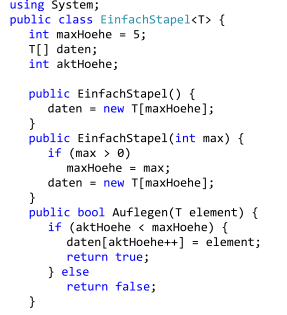 using System;
public class EinfachStapel<T> {
int maxHoehe = 5;
T[] daten;
int aktHoehe;
public EinfachStapel() {
daten = new T[maxHoehe];
}
public EinfachStapel(int max) {
if (max > 0)
maxHoehe = max;
daten = new T[maxHoehe];
}
public bool Auflegen(T element) {
if (aktHoehe < maxHoehe) {
daten[aktHoehe++] = element;
return true;
} else
return false;
}